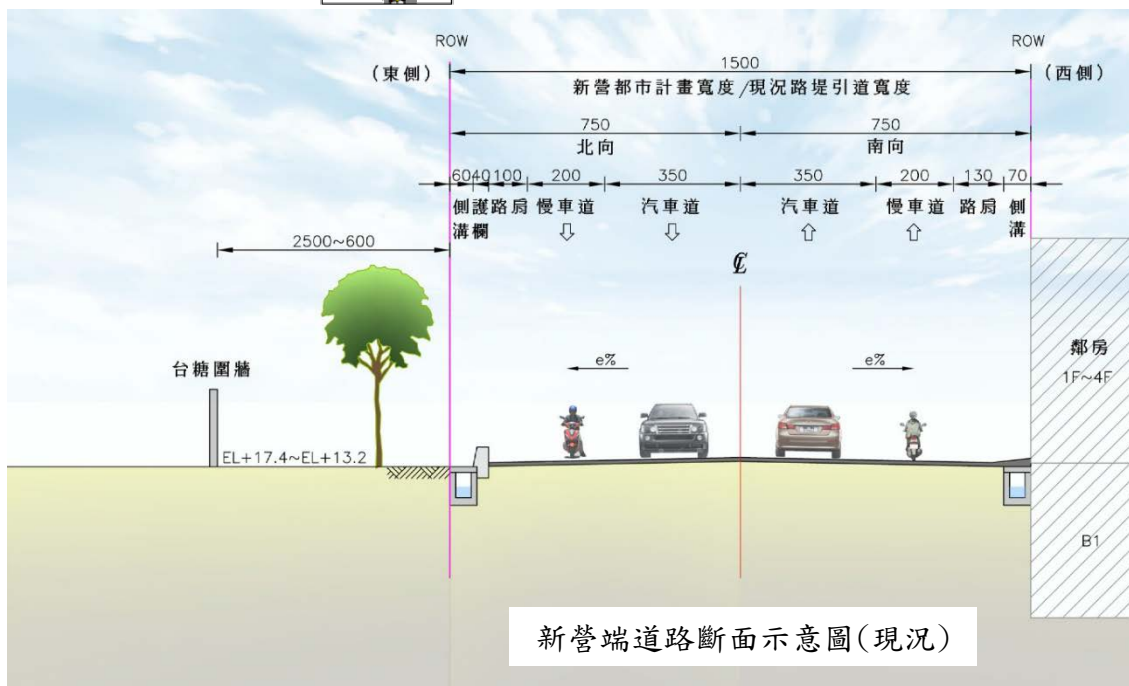 ROW
ROW
(東側)
1500
(西側)
新營都市計畫寬度/現況路堤引道寬度
750
750
北向
南向
60 40 100 200 350 350 200 130 70
側溝 護欄 路肩 慢車道 汽車道 汽車道 慢車道 路肩 側溝
2500~600
℄
鄰房
1F~4F
台糖圍牆
e%
e%
EL+17.4~EL+13.2
B1
新營端道路斷面示意圖(現況)